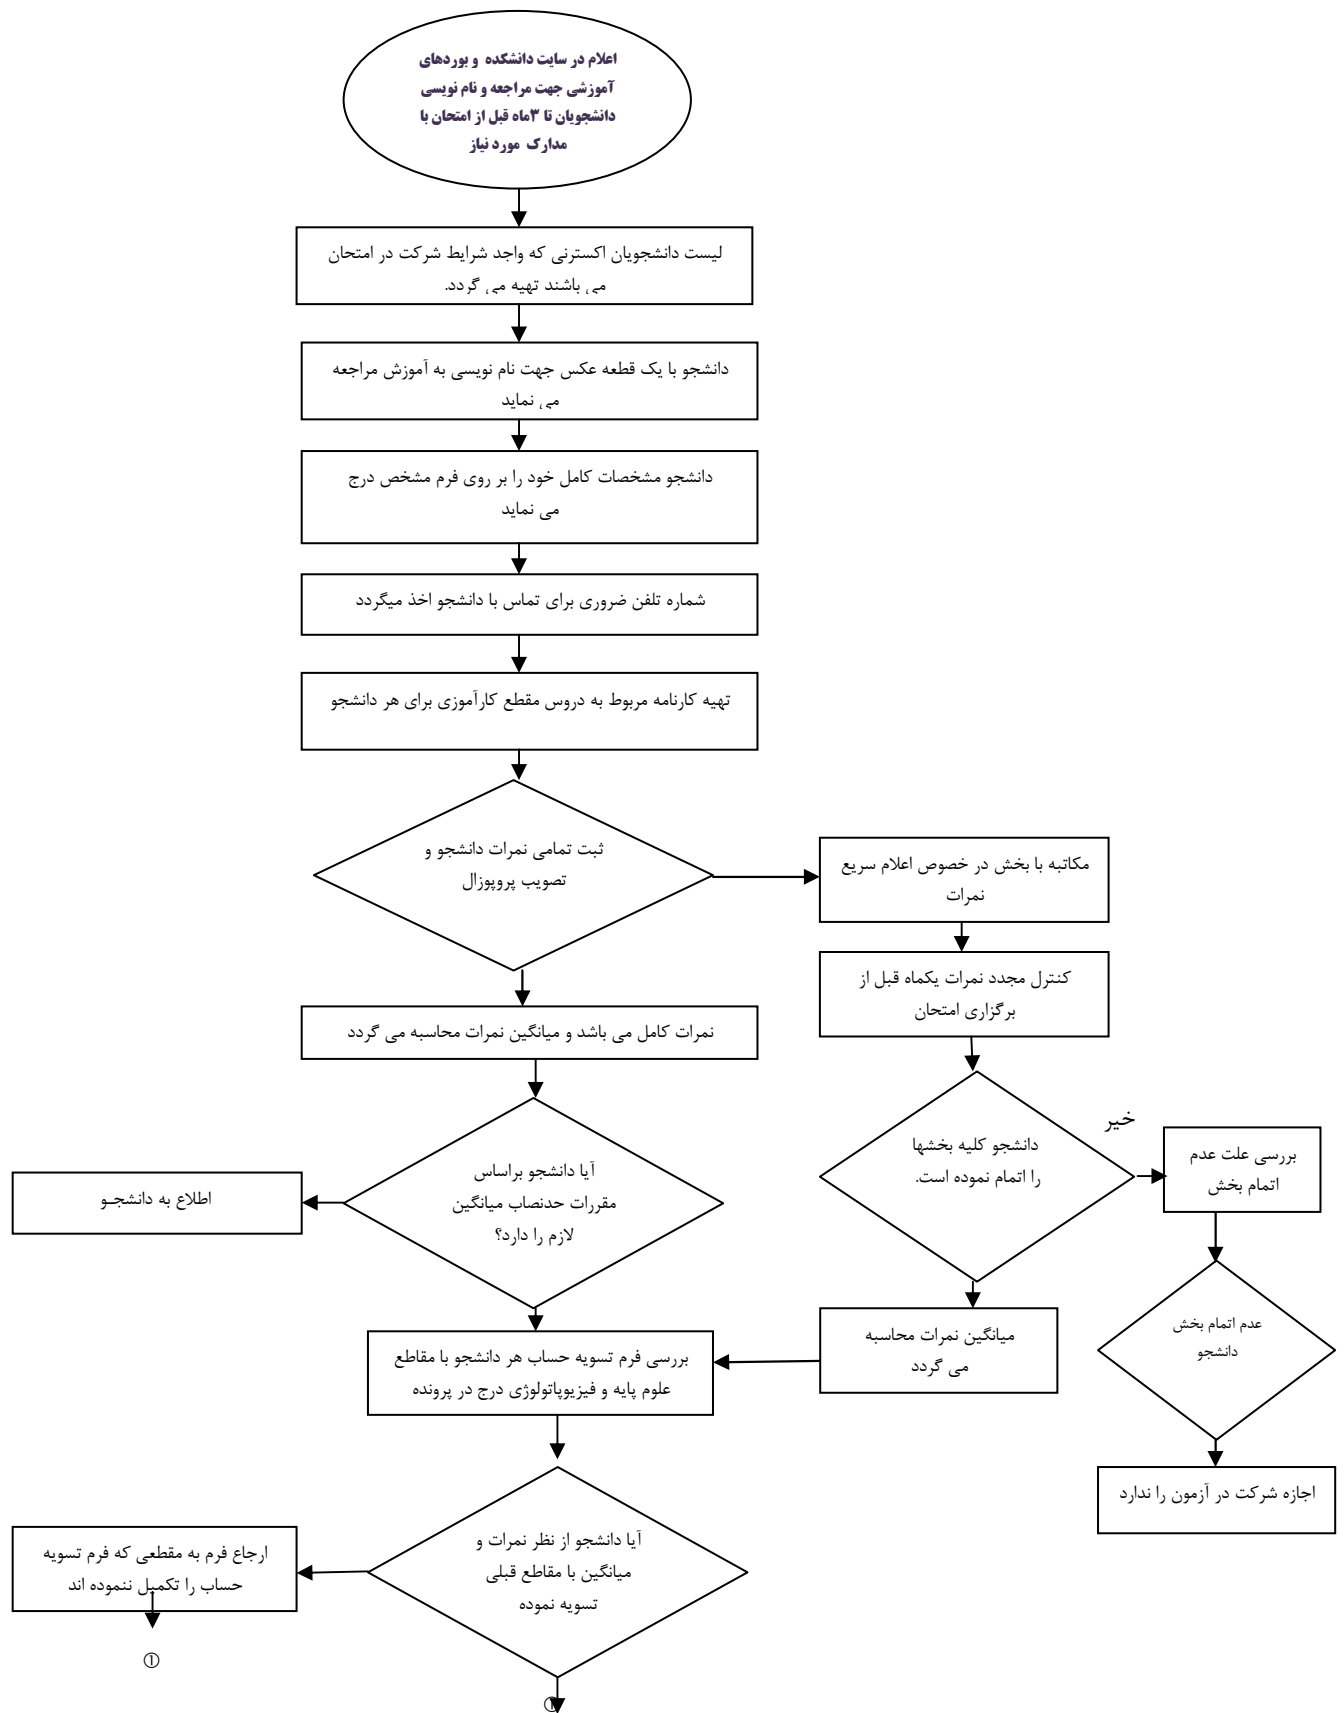 اعلام در سایت دانشکده و بوردهای
آموزشی جهت مراجعه و نام نویسی
دانشجویان تا ۳ماه قبل از امتحان با
مدارک مورد نیاز
لیست دانشجویان اکسترنی که واجد شرایط شرکت در امتحان
می باشند تهیه می گردد.
دانشجو با یک قطعه عکس جهت نام نویسی به آموزش مراجعه
می نماید
دانشجو مشخصات کامل خود را بر روی فرم مشخص درج
می نماید
شماره تلفن ضروری برای تماس با دانشجو اخذ میگردد
تهیه کارنامه مربوط به دروس مقطع کارآموزی برای هر دانشجو
ثبت تمامی نمرات دانشجو و
تصویب پروپوزال
مکاتبه با بخش در خصوص اعلام سریع
نمرات
کنترل مجدد نمرات یکماه قبل از
برگزاری امتحان
نمرات کامل می باشد و میانگین نمرات محاسبه می گردد
دانشجو کلیه بخشها
را اتمام نموده است.
خیر
بررسی علت عدم
اتمام بخش
آیا دانشجو براساس
مقررات حدنصاب میانگین
لازم را دارد؟
اطلاع به دانشجـو
عدم اتمام بخش
دانشجو
میانگین نمرات محاسبه
می گردد
بررسی فرم تسویه حساب هر دانشجو با مقاطع
علوم پایه و فیزیوپاتولوژی درج در پرونده
اجازه شرکت در آزمون را ندارد
آیا دانشجو از نظر نمرات و
میانگین با مقاطع قبلی
تسویه نموده
ارجاع فرم به مقطعی که فرم تسویه
حساب را تکمیل ننموده اند
①